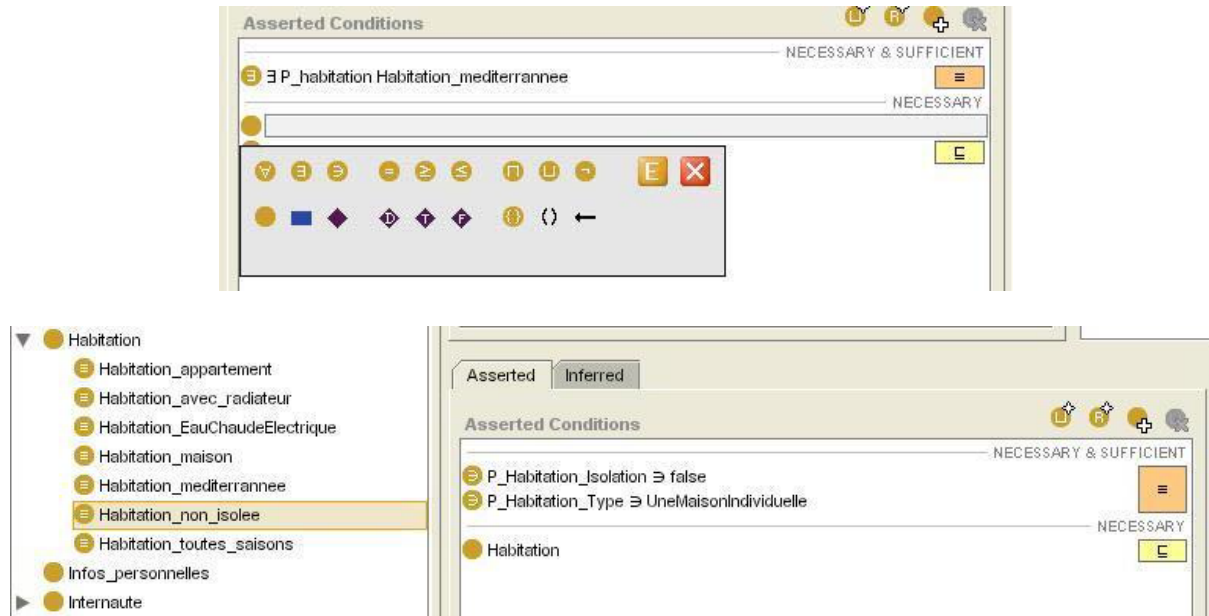 Asserted Conditions
NECESSARY & SUFFICIENT
∃ P_habitation Habitation_mediterrannee
≡
NECESSARY
⊑
∀ ∃ ∋ = ≥ ≤ ⊓ ⊔ ¬ E X
D T F {} () ←
Habitation
Habitation_appartement
Habitation_avec_radiateur
Habitation_EauChaudeElectrique
Habitation_maison
Habitation_mediterrannee
Habitation_non_isolee
Habitation_toutes_saisons
Infos_personnelles
Internaute
Asserted Inferred
Asserted Conditions
NECESSARY & SUFFICIENT
P_Habitation_Isolation ∋ false
≡
P_Habitation_Type ∋ UneMaisonIndividuelle
NECESSARY
Habitation
⊑